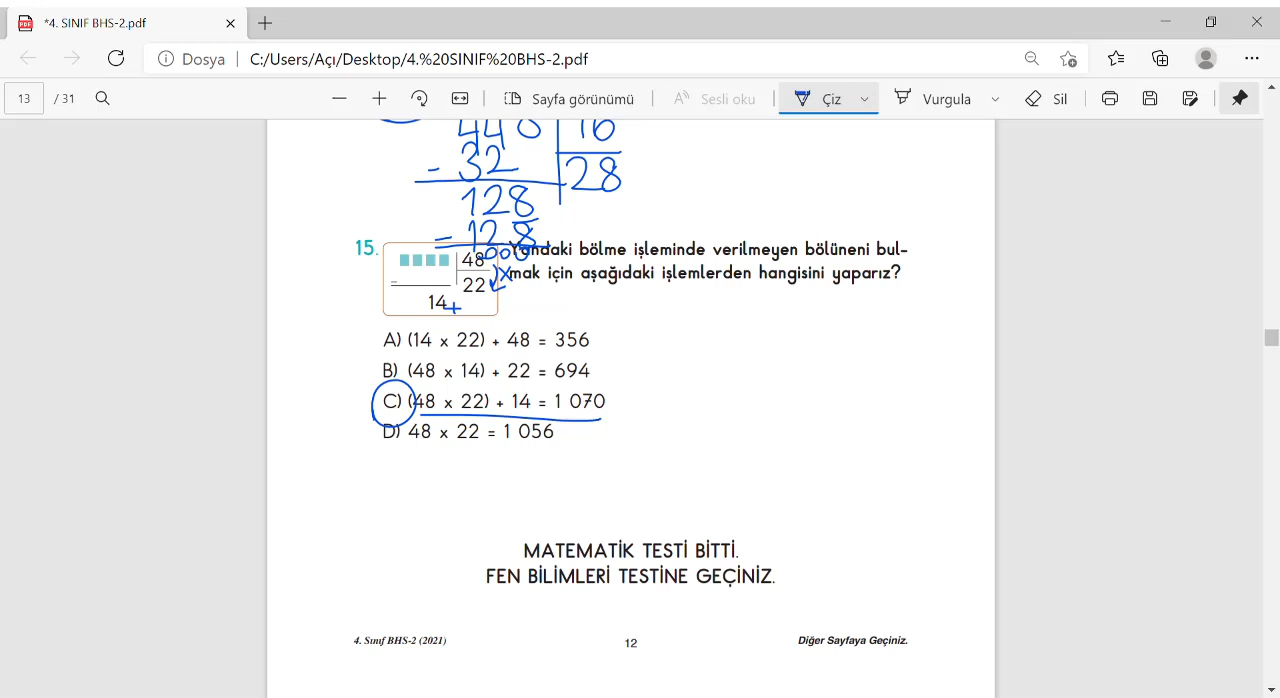 *4. SINIF BHS-2.pdf
Dosya | C:/Users/Açı/Desktop/4.%20SINIF%20BHS-2.pdf
13 / 31 Sayfa görünümü Sesli oku Çiz Vurgula Sil
448 16
- 32 28
128
- 128
000
15. Yandaki bölme işleminde verilmeyen bölüneni bul-
mak için aşağıdaki işlemlerden hangisini yaparız?
48
- 22 x
14 +
A) (14 x 22) + 48 = 356
B) (48 x 14) + 22 = 694
C) (48 x 22) + 14 = 1 070
D) 48 x 22 = 1 056
MATEMATİK TESTİ BİTTİ.
FEN BİLİMLERİ TESTİNE GEÇİNİZ.
4. Sınıf BHS-2 (2021) 12 Diğer Sayfaya Geçiniz.